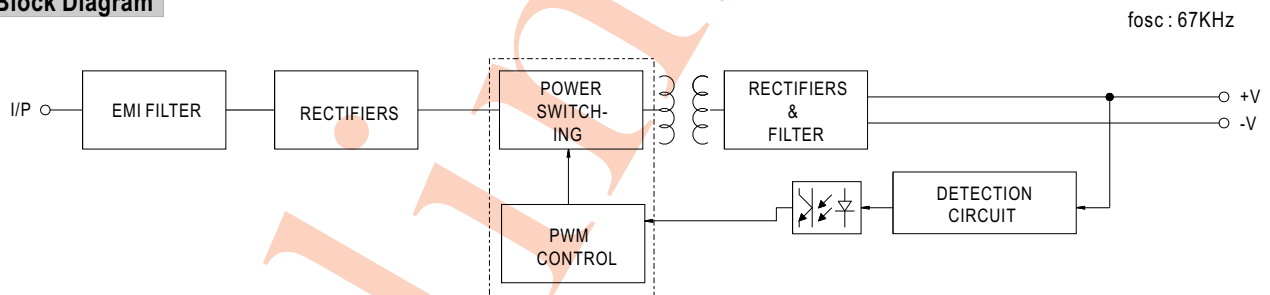 Block Diagram
fosc : 67KHz
I/P
EMI FILTER
RECTIFIERS
POWER
SWITCH-
ING
RECTIFIERS
&
FILTER
+V
-V
DETECTION
CIRCUIT
PWM
CONTROL